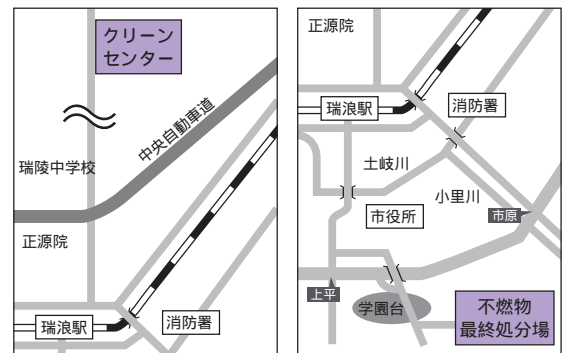 クリーン
センター
中央自動車道
瑞陵中学校
正源院
瑞浪駅
消防署
正源院
瑞浪駅
消防署
土岐川
小里川
市役所
市原
上平
学園台
不燃物
最終処分場